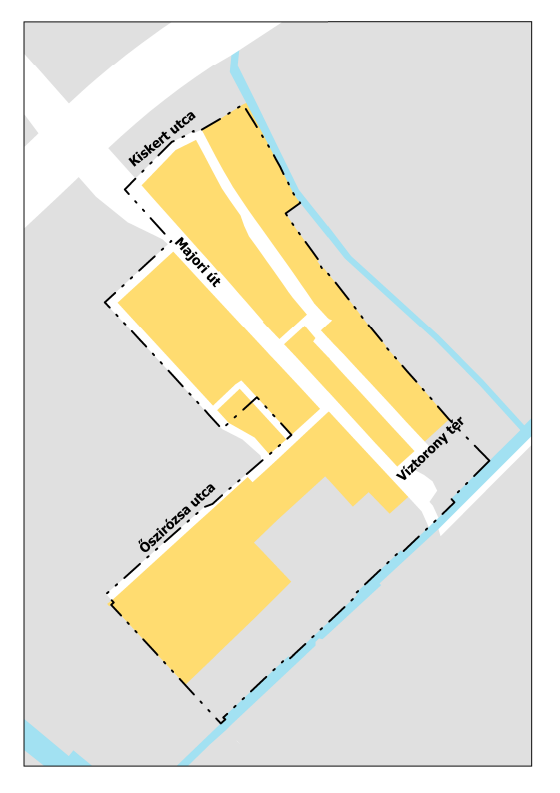 Kiskert utca
Majori út
Víztorony tér
Őszirózsa utca